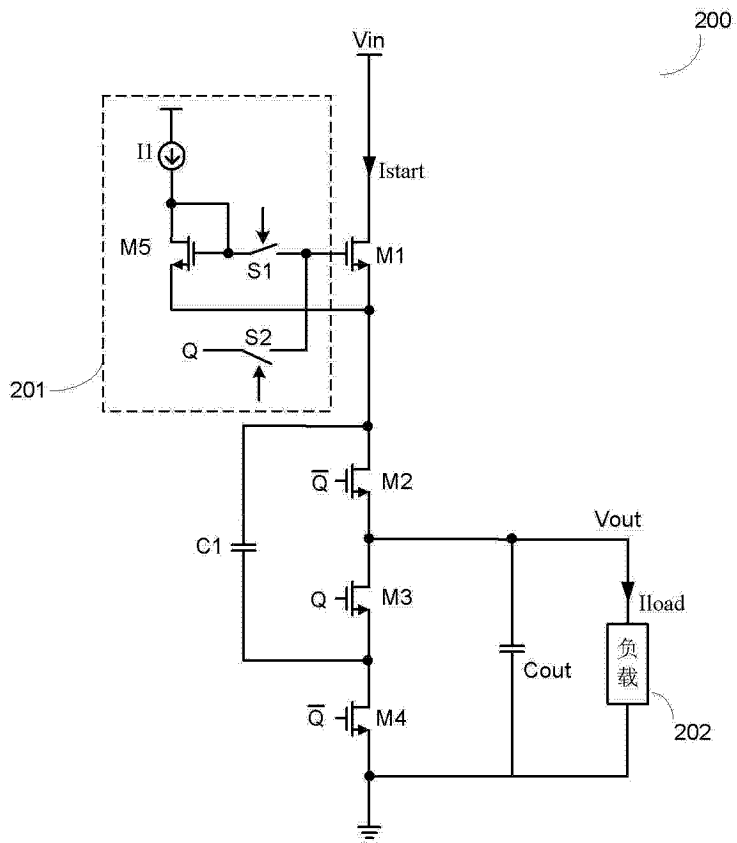 200
Vin
I1
Istart
M5
S1
M1
Q
S2
201
Q̅
M2
Vout
C1
Q
M3
Iload
Cout
负
载
Q̅
M4
202